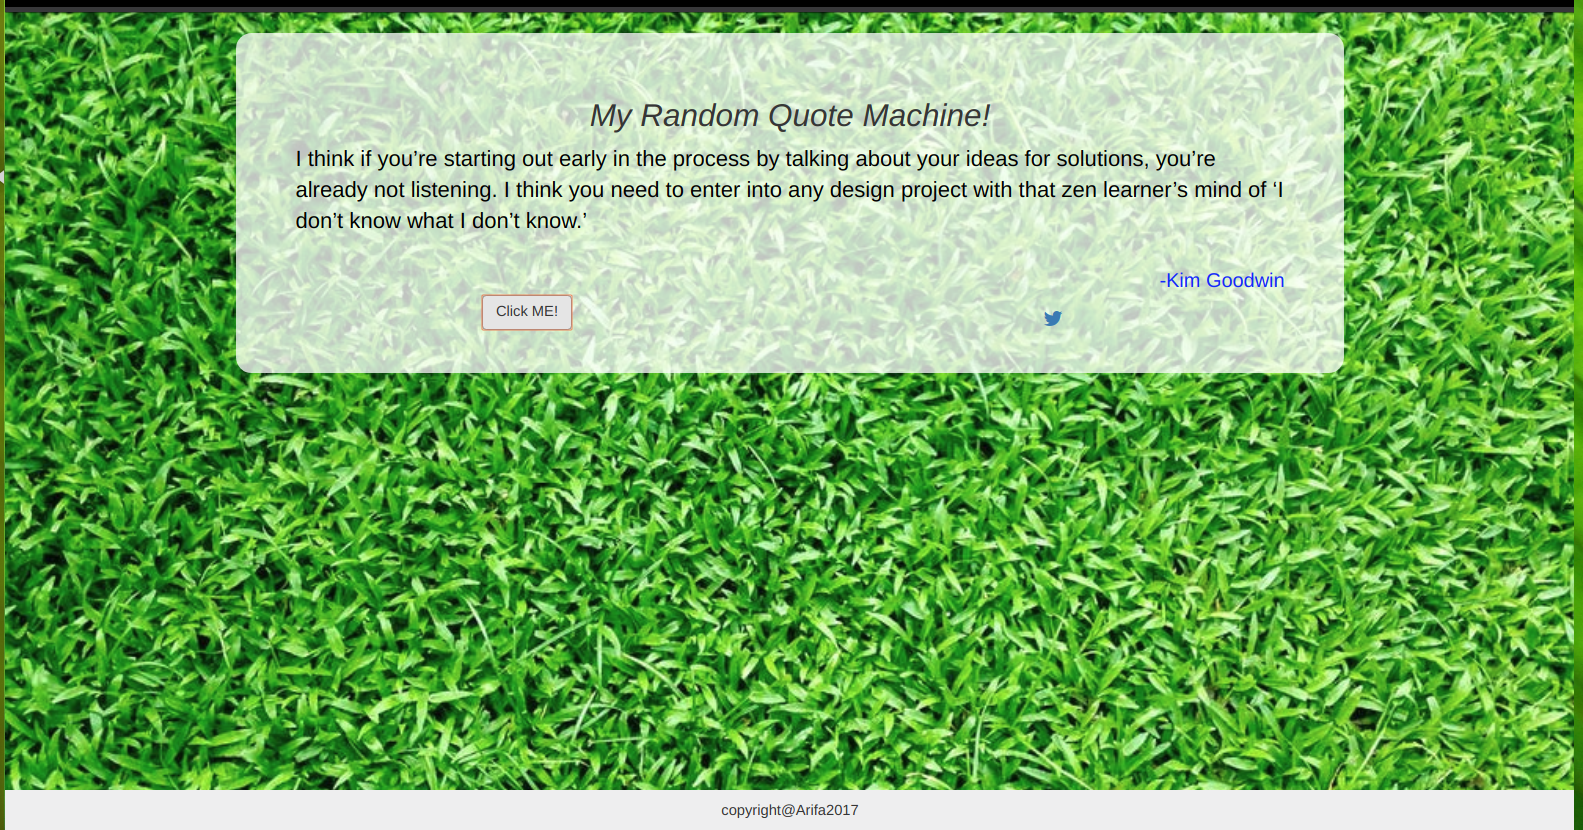 My Random Quote Machine!
I think if you’re starting out early in the process by talking about your ideas for solutions, you’re
already not listening. I think you need to enter into any design project with that zen learner’s mind of ‘I
don’t know what I don’t know.’
-Kim Goodwin
Click ME!
copyright@Arifa2017